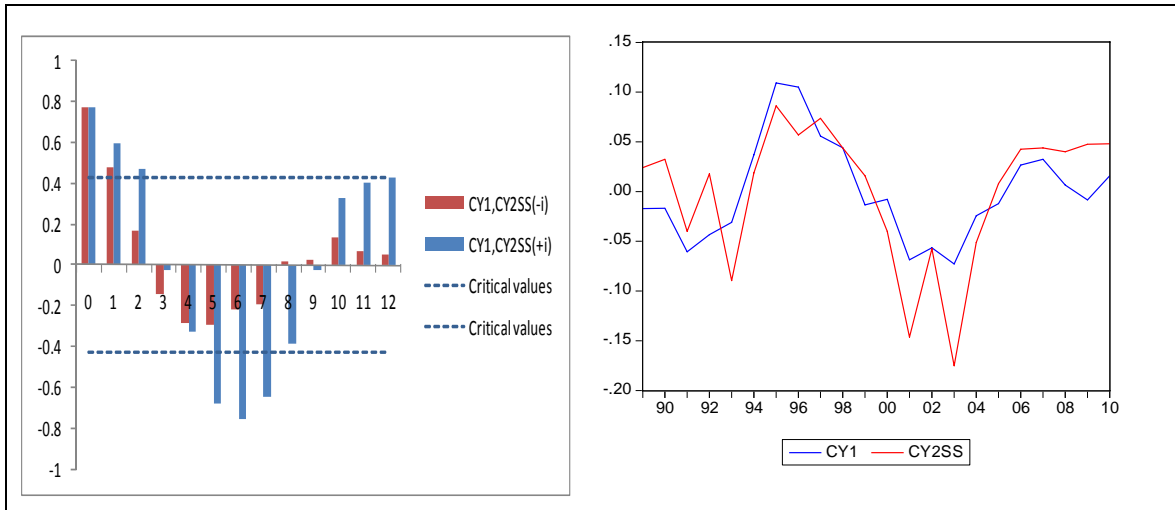 1
0.8
0.6
0.4
0.2
0
-0.2
-0.4
-0.6
-0.8
-1
0 1 2 3 4 5 6 7 8 9 10 11 12
CY1,CY2SS(-i)
CY1,CY2SS(+i)
Critical values
Critical values
.15
.10
.05
.00
-.05
-.10
-.15
-.20
90 92 94 96 98 00 02 04 06 08 10
CY1 CY2SS